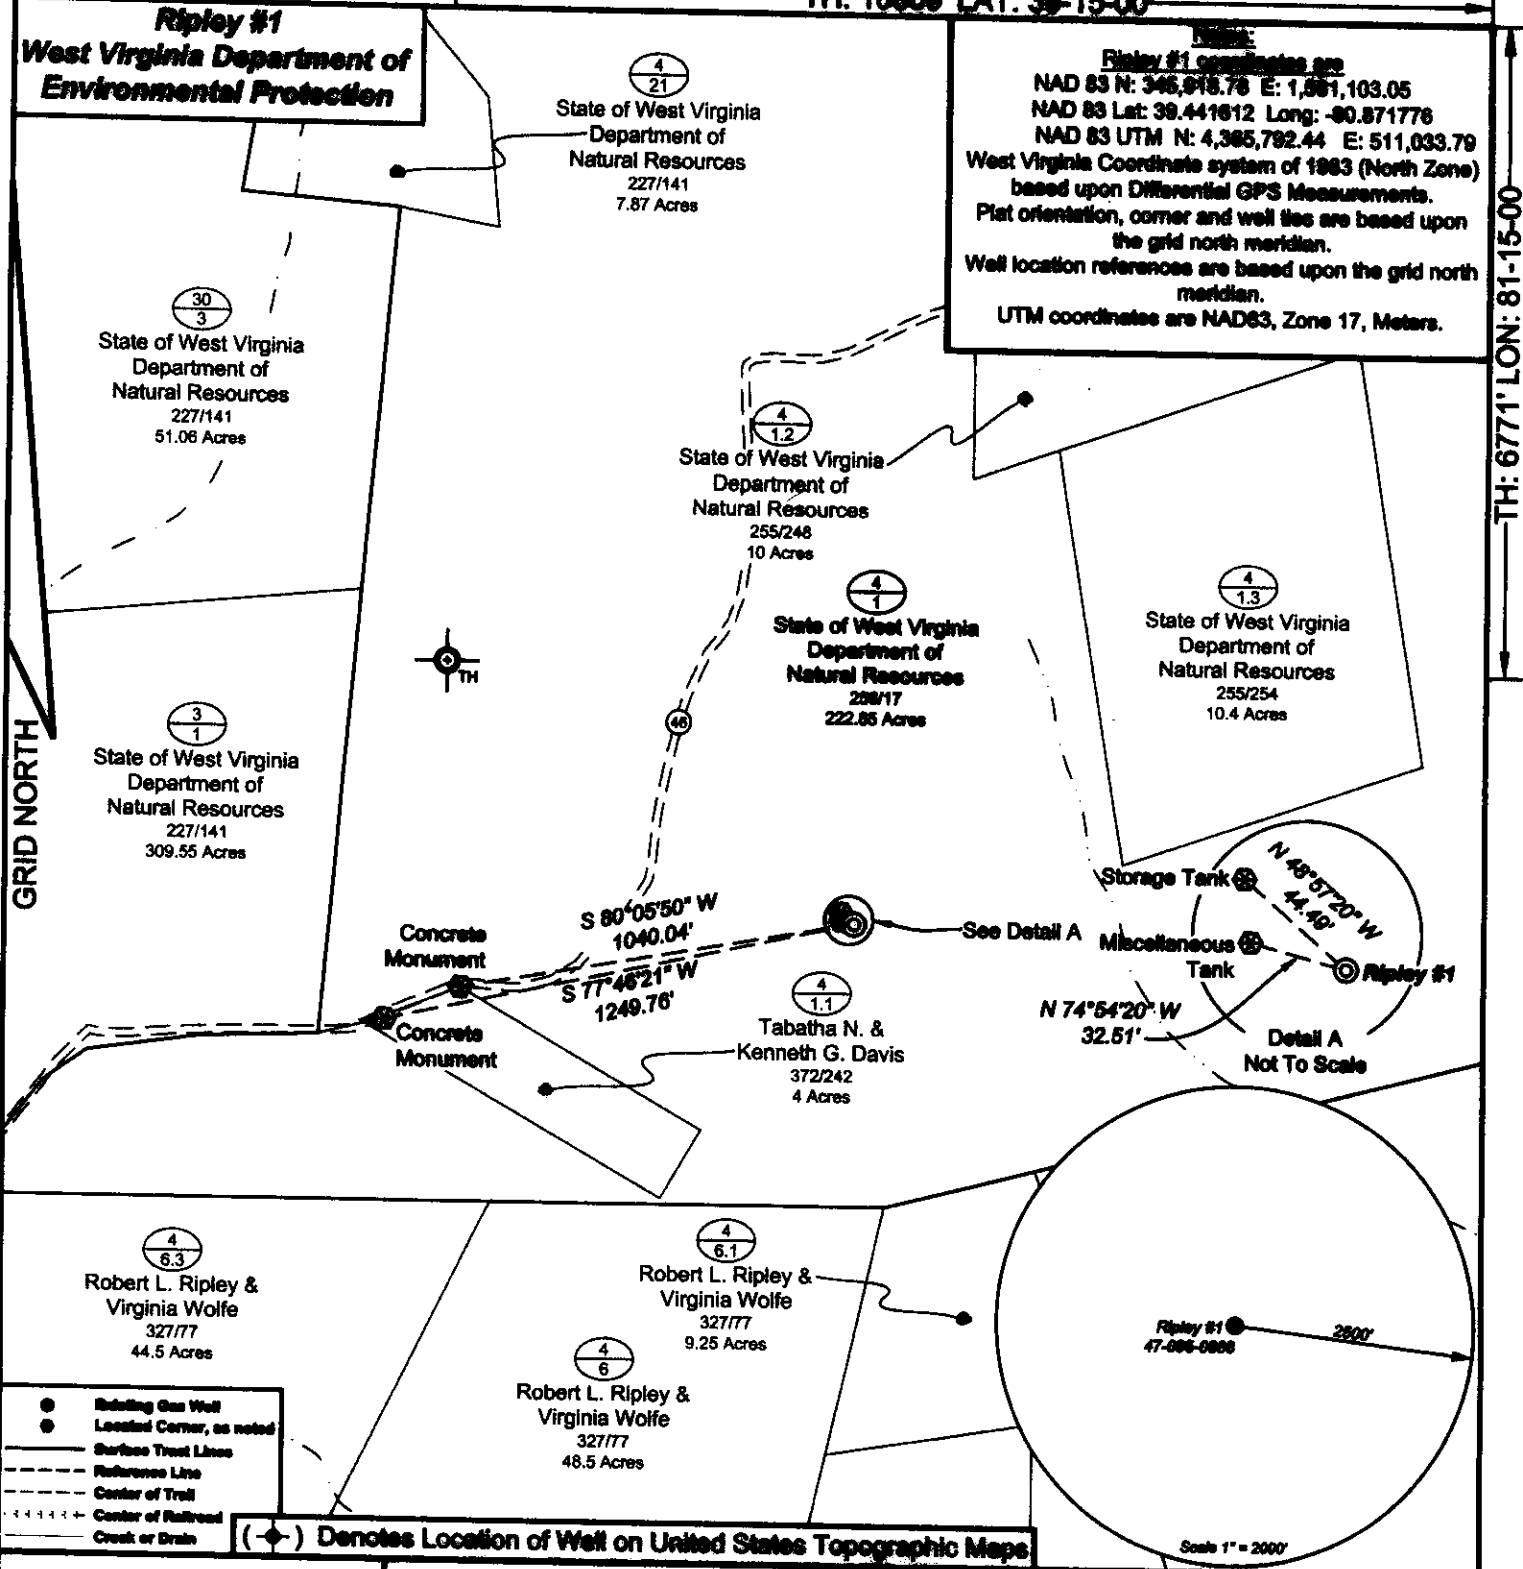 Ripley #1
West Virginia Department of
Environmental Protection
4
21
State of West Virginia
Department of
Natural Resources
227/141
7.87 Acres
Ripley #1 coordinates are
NAD 83 N: E:
NAD 83 Lat: 39.441612 Long: -80.871776
NAD 83 UTM N: 4,365,792.44 E: 511,033.79
West Virginia Coordinate system of 1983 (North Zone)
based upon Differential GPS Measurements.
Plat orientation, corner and well ties are based upon
the grid north meridian.
Well location references are based upon the grid north
meridian.
UTM coordinates are NAD83, Zone 17, Meters.
TH: 6771' LON: 81-15-00
30
3
State of West Virginia
Department of
Natural Resources
227/141
51.06 Acres
4
1.2
State of West Virginia
Department of
Natural Resources
255/248
10 Acres
4
1
State of West Virginia
Department of
Natural Resources
222.85 Acres
4
1.3
State of West Virginia
Department of
Natural Resources
255/254
10.4 Acres
TH
46
GRID NORTH
3
1
State of West Virginia
Department of
Natural Resources
227/141
309.55 Acres
Concrete
Monument
S 80°05'50" W
1040.04'
S 77°46'21" W
1249.76'
Concrete
Monument
See Detail A
4
1.1
Tabatha N. &
Kenneth G. Davis
372/242
4 Acres
Storage Tank
N 48°57'20" W
44.49'
Miscellaneous
Tank
Ripley #1
N 74°54'20" W
32.51'
Detail A
Not To Scale
4
6.3
Robert L. Ripley &
Virginia Wolfe
327/77
44.5 Acres
4
6.1
Robert L. Ripley &
Virginia Wolfe
327/77
9.25 Acres
4
6
Robert L. Ripley &
Virginia Wolfe
327/77
48.5 Acres
Ripley #1
2500'
Scale 1" = 2000'
Existing Gas Well
Located Corner, as noted
Surface Tract Lines
Reference Line
Center of Trail
Center of Railroad
Creek or Drain
( ) Denotes Location of Well on United States Topographic Maps